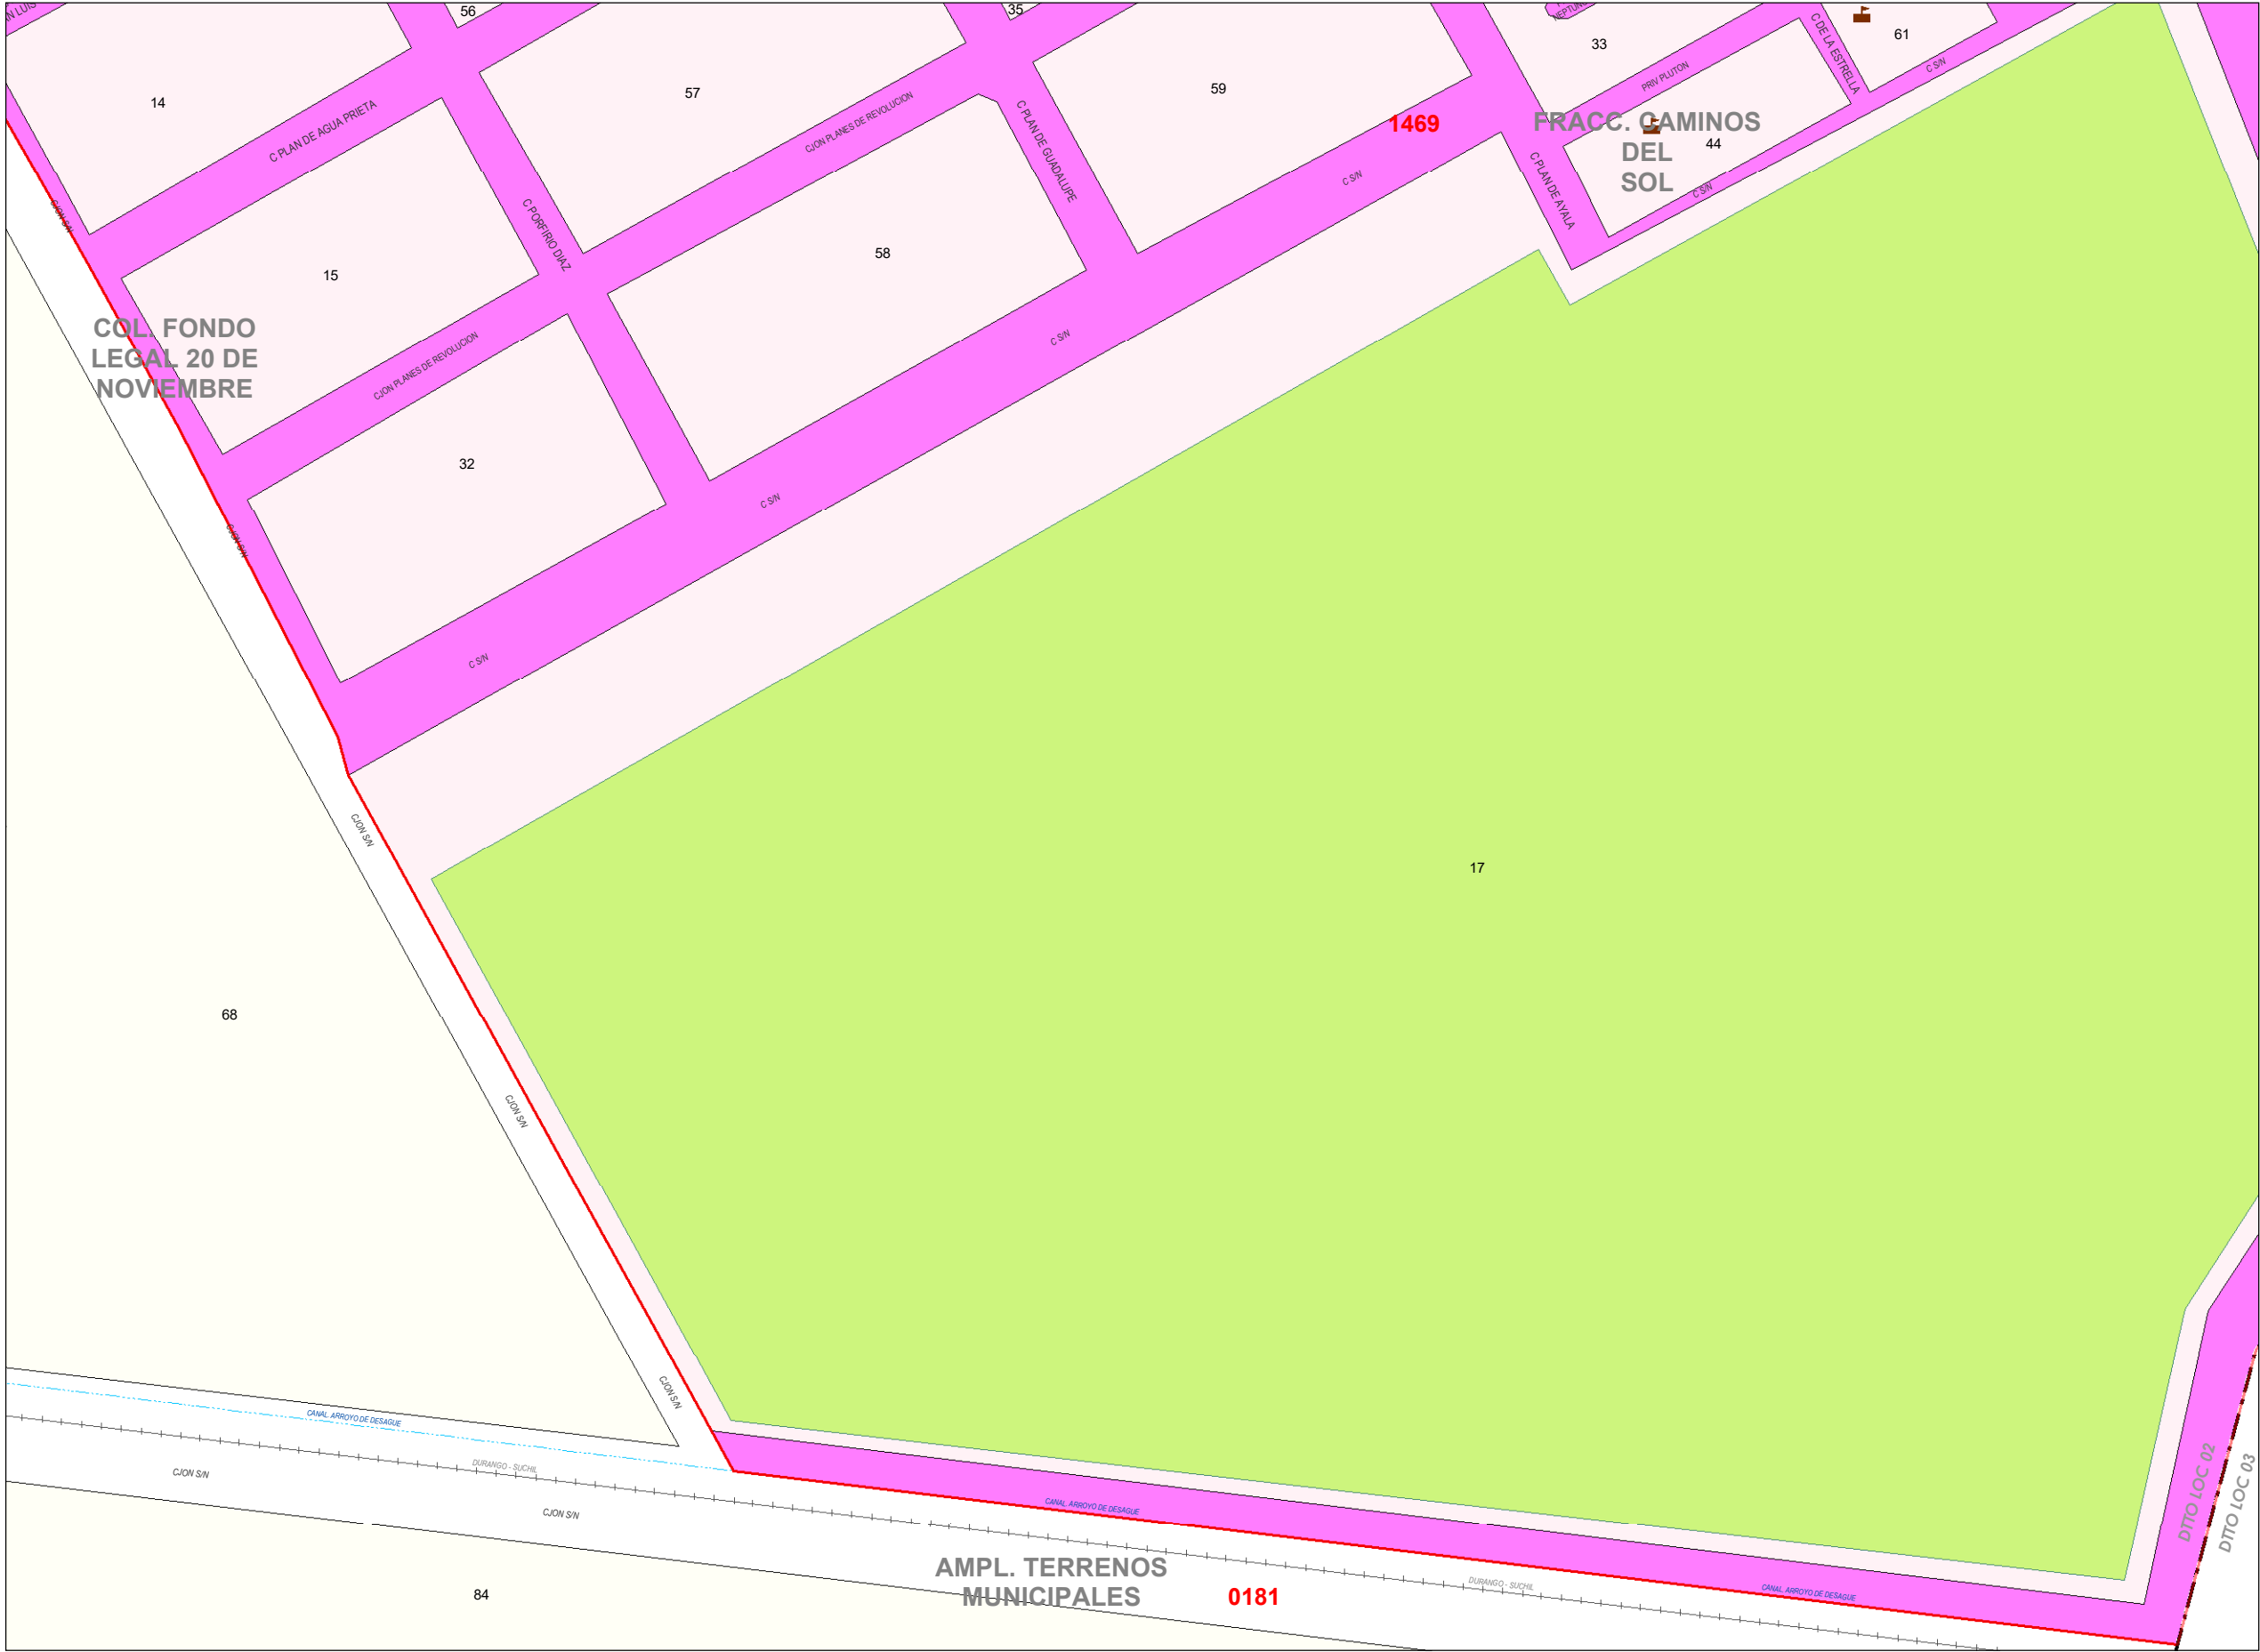 56
35
NEPTUNO
33
61
C DE LA ESTRELLA
C S/N
14
57
59
PRIV PLUTON
C PLAN DE AGUA PRIETA
CJON PLANES DE REVOLUCION
C PLAN DE GUADALUPE
1469
FRACC. CAMINOS
DEL
SOL
44
C S/N
C S/N
C PLAN DE AYALA
CJON S/N
C PORFIRIO DIAZ
15
58
COL. FONDO
LEGAL 20 DE
NOVIEMBRE
CJON PLANES DE REVOLUCION
C S/N
32
C S/N
CJON S/N
C S/N
CJON S/N
17
68
CJON S/N
CJON S/N
CANAL ARROYO DE DESAGUE
DURANGO - SUCHIL
CJON S/N
CJON S/N
CANAL ARROYO DE DESAGUE
DTTO LOC 02
DTTO LOC 03
AMPL. TERRENOS
MUNICIPALES
0181
DURANGO - SUCHIL
CANAL ARROYO DE DESAGUE
84